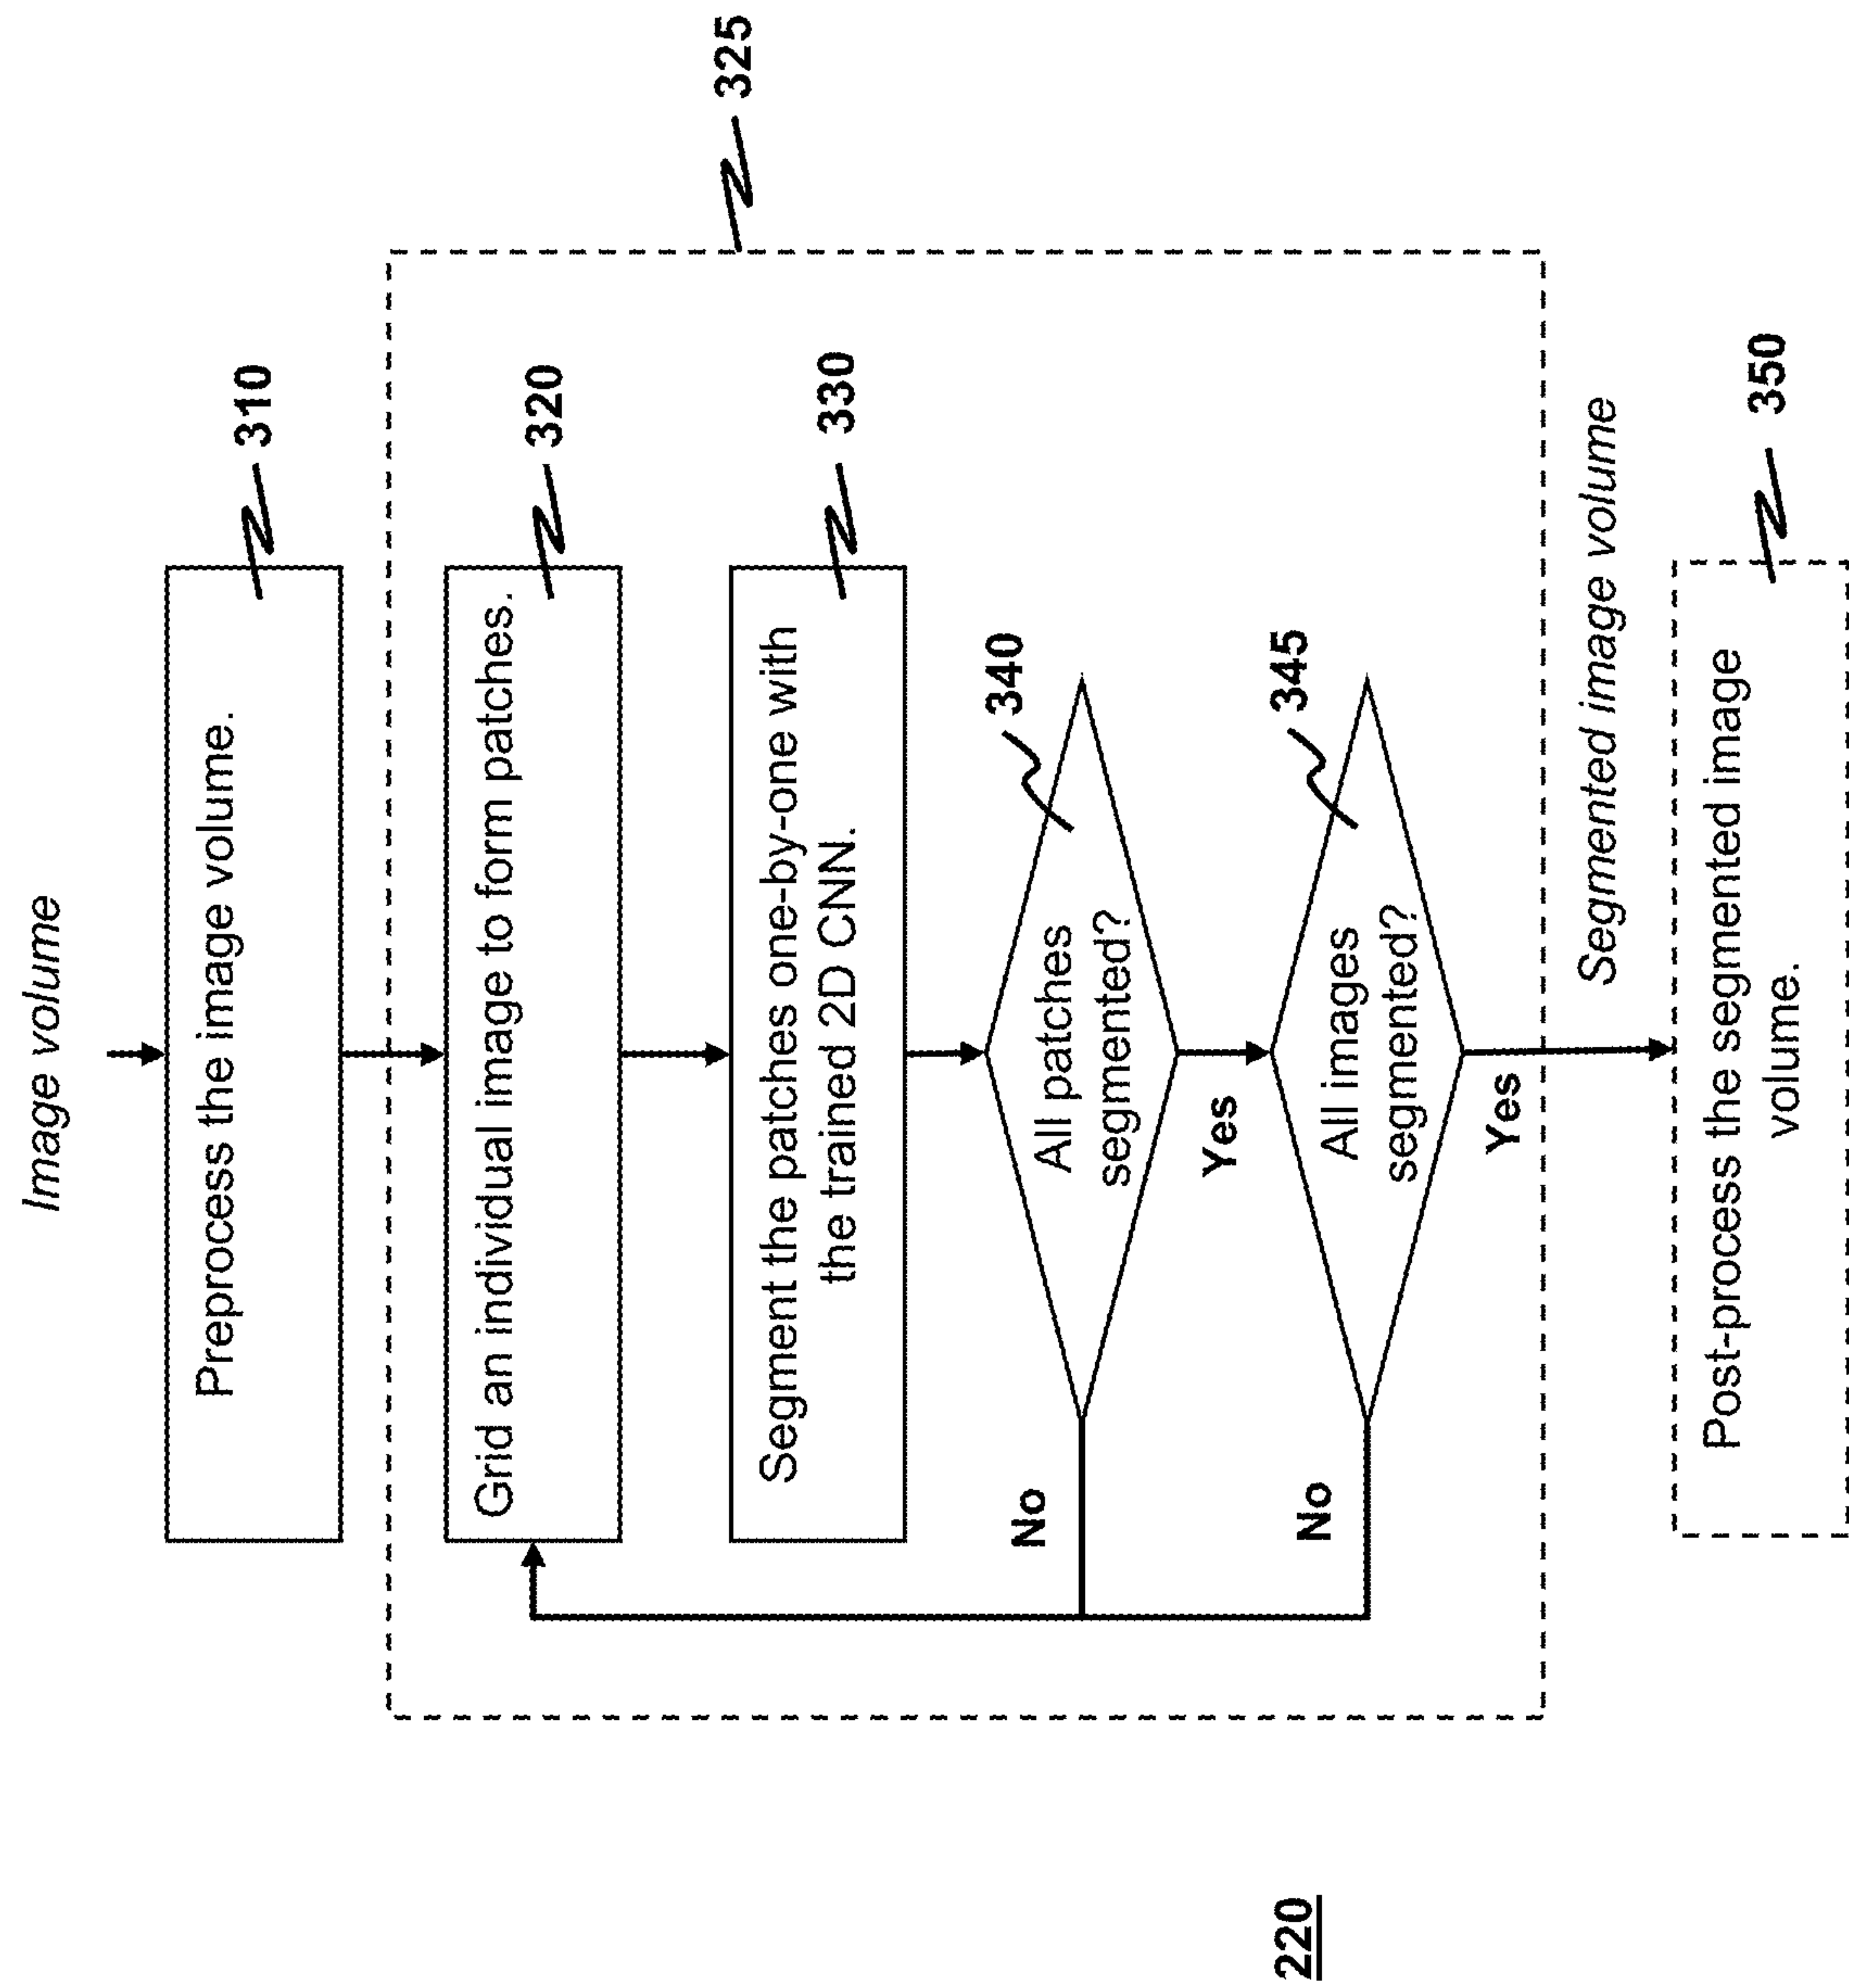 Image volume
Preprocess the image volume.
310
325
Grid an individual image to form patches.
320
Segment the patches one-by-one with
the trained 2D CNN.
330
All patches
segmented?
340
No
Yes
All images
segmented?
345
No
Yes
Segmented image volume
Post-process the segmented image
volume.
350
220